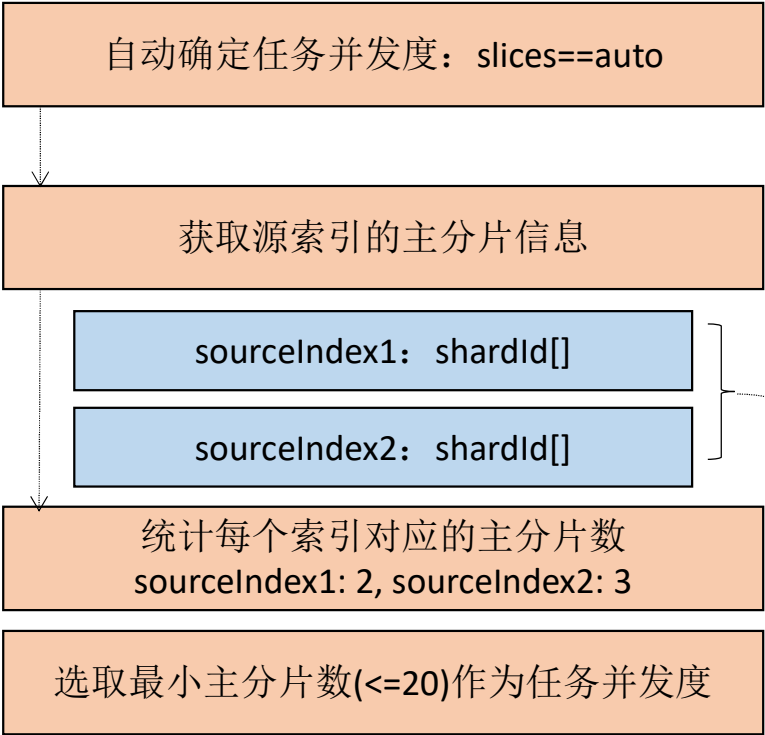 自动确定任务并发度：slices==auto
获取源索引的主分片信息
sourceIndex1：shardId[]
sourceIndex2：shardId[]
统计每个索引对应的主分片数
sourceIndex1: 2, sourceIndex2: 3
选取最小主分片数(<=20)作为任务并发度